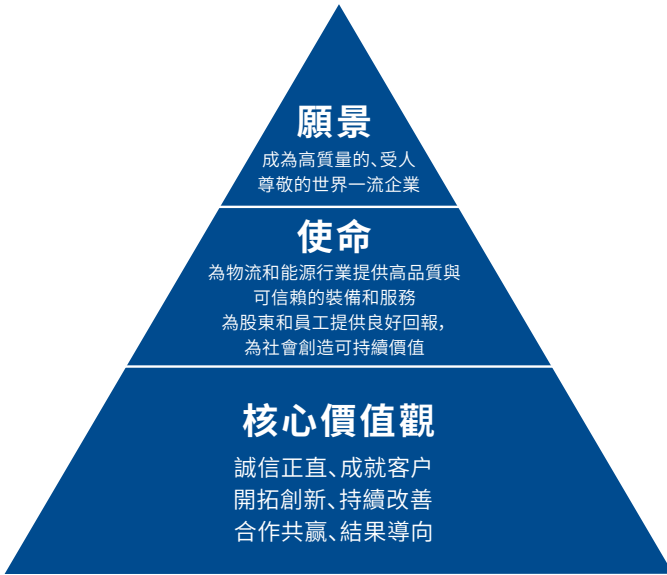 願景
成為高質量的、受人
尊敬的世界一流企業
使命
為物流和能源行業提供高品質與
可信賴的裝備和服務
為股東和員工提供良好回報,
為社會創造可持續價值
核心價值觀
誠信正直、成就客户
開拓創新、持續改善
合作共贏、結果導向